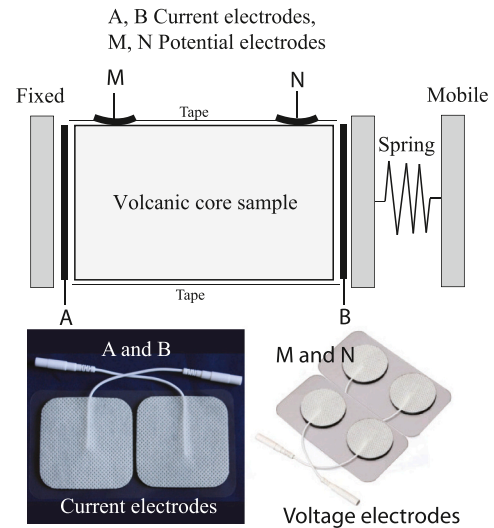 A, B Current electrodes,
M, N Potential electrodes
M
N
Fixed
Mobile
Tape
Spring
Volcanic core sample
Tape
A
B
A and B
M and N
Current electrodes
Voltage electrodes